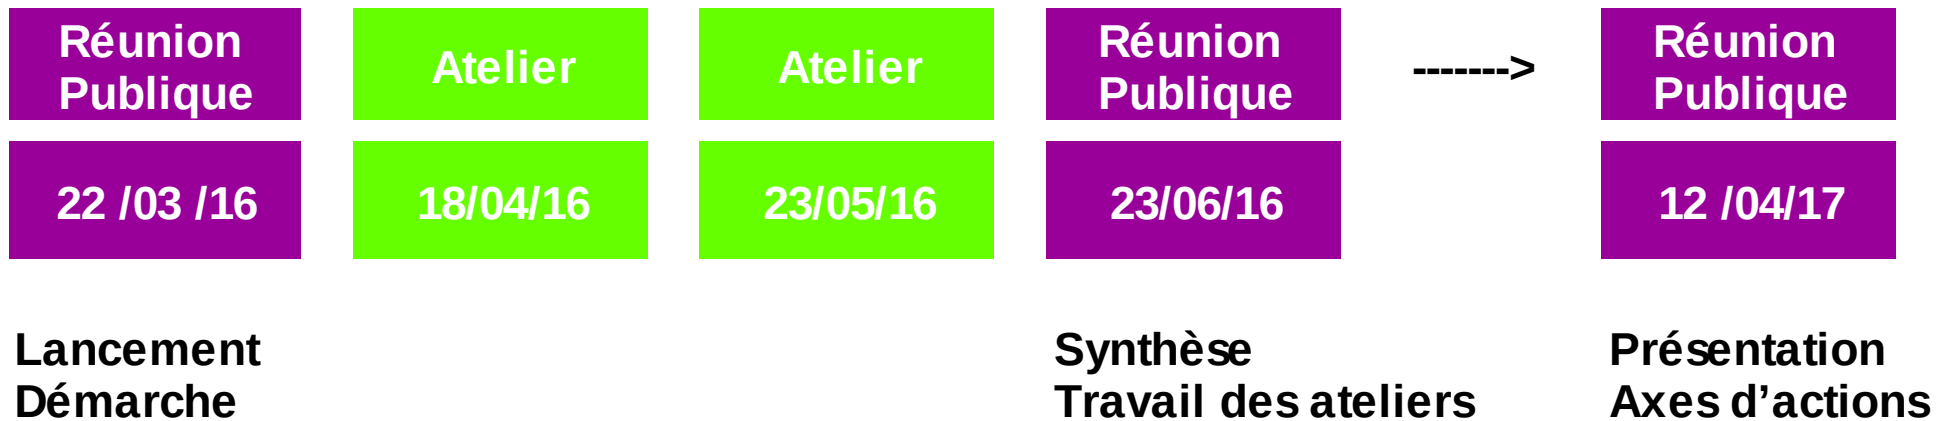 Réunion
Publique
Atelier
Atelier
Réunion
Publique
------->
Réunion
Publique
22 /03 /16
18/04/16
23/05/16
23/06/16
12 /04/17
Lancement
Démarche
Synthèse
Travail des ateliers
Présentation
Axes d’actions